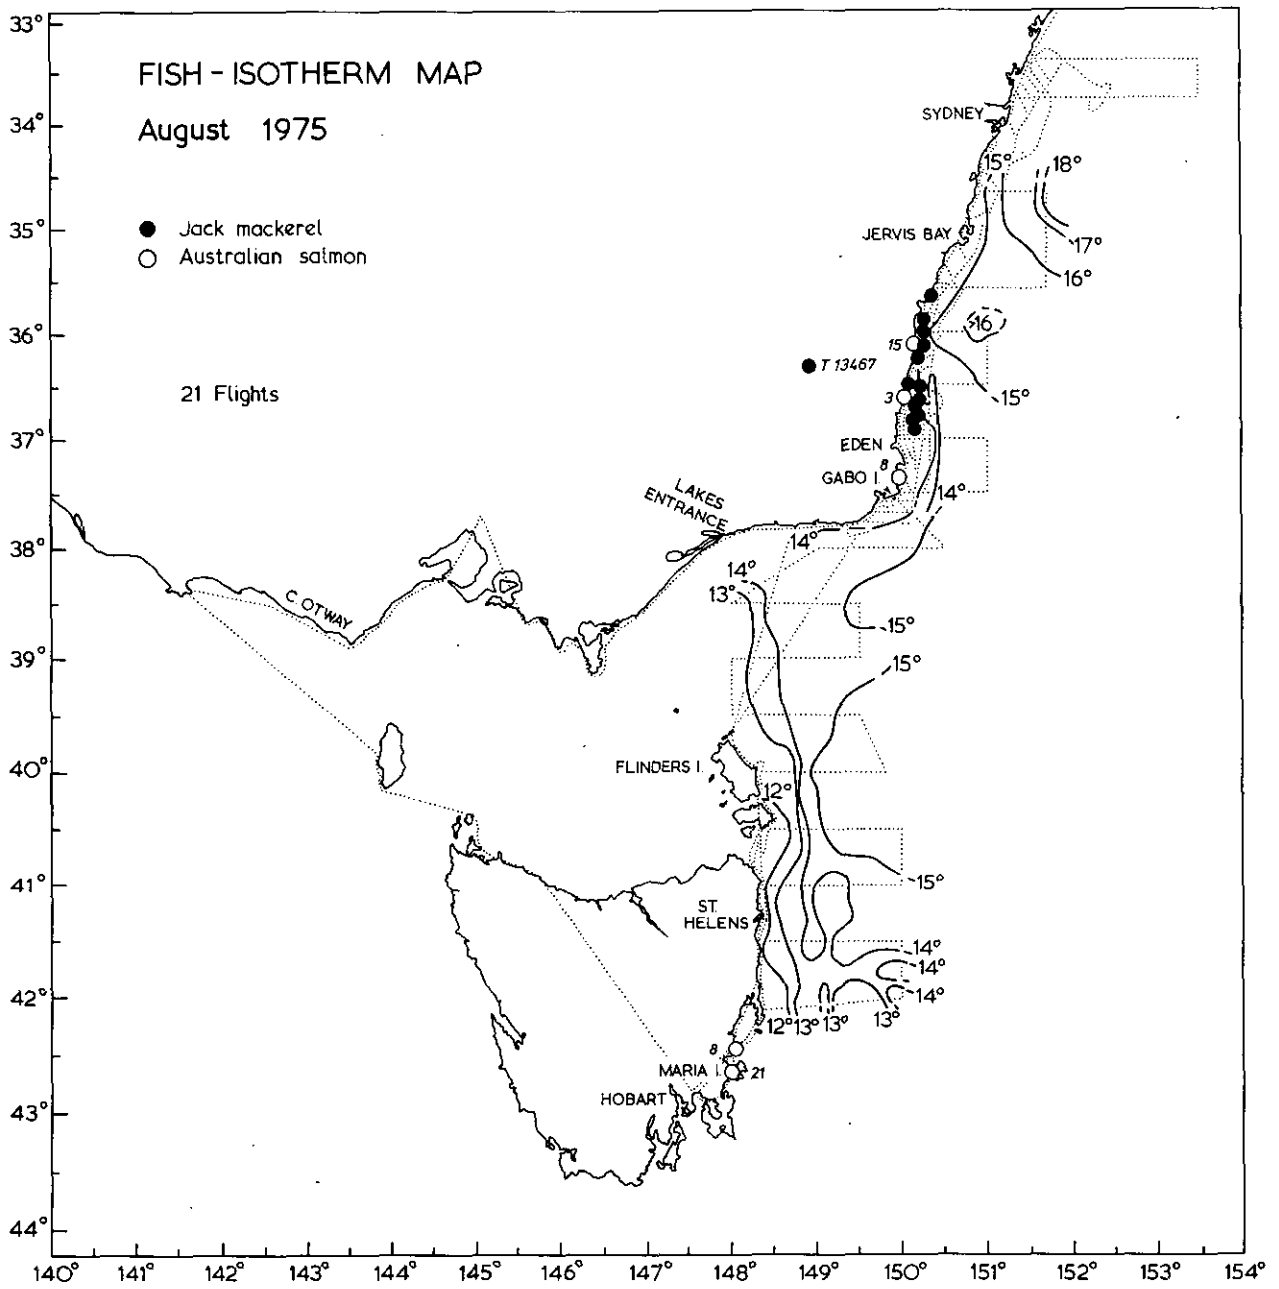 33°
FISH - ISOTHERM MAP
SYDNEY
34°
August 1975
15°
18°
35°
Jack mackerel
JERVIS BAY
17°
Australian salmon
16°
36°
16
15
T 13467
21 Flights
3
15°
37°
EDEN
8
GABO I.
14°
LAKES
ENTRANCE
38°
14°
14°
13°
C. OTWAY
15°
39°
15°
FLINDERS I.
40°
12°
41°
15°
ST.
HELENS
14°
14°
42°
14°
12° 13° 13° 13°
8
MARIA I.
21
43°
HOBART
44°
140° 141° 142° 143° 144° 145° 146° 147° 148° 149° 150° 151° 152° 153° 154°